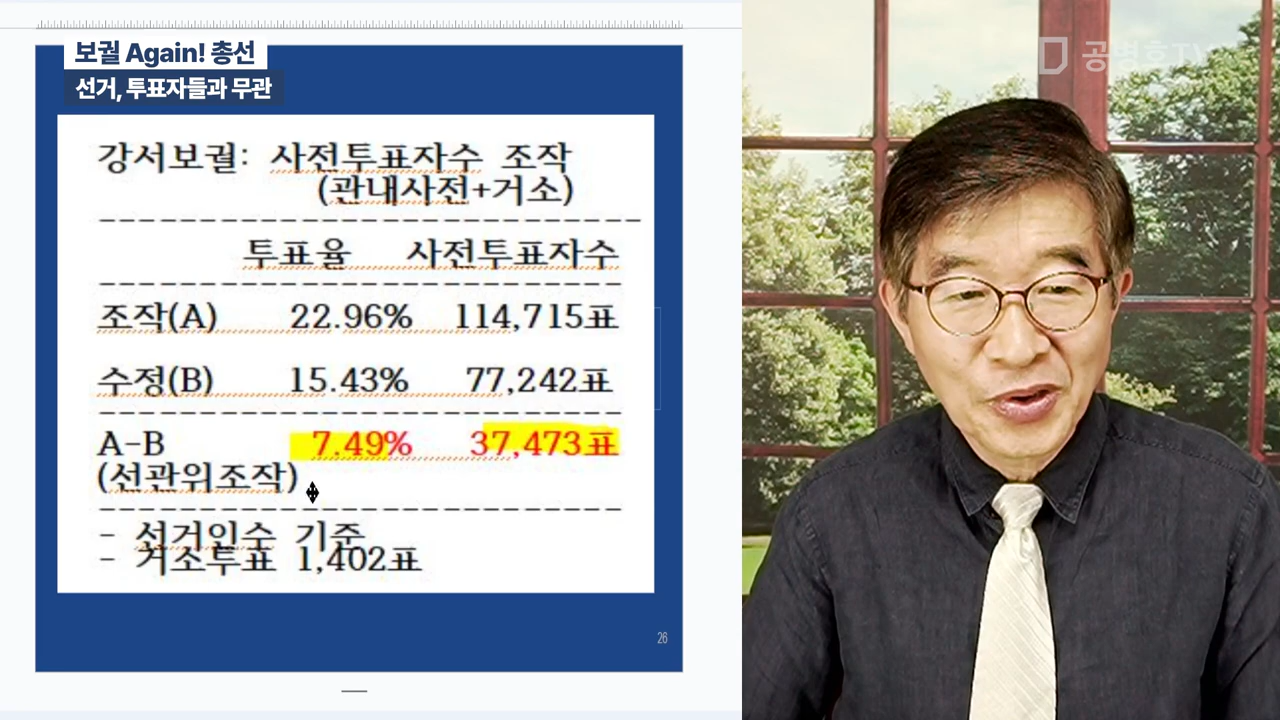 보궐 Again! 총선
선거, 투표자들과 무관
공병호TV
강서보궐: 사전투표자수 조작
(관내사전+거소)
투표율 사전투표자수
조작(A) 22.96% 114,715표
수정(B) 15.43% 77,242표
A-B 7.49% 37,473표
(선관위조작)
- 선거인수 기준
- 거소투표 1,402표
26